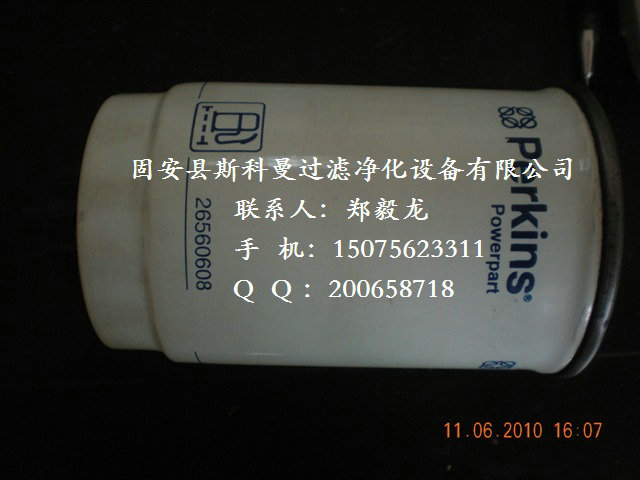 固安县斯科曼过滤净化设备有限公司
联系人：郑毅龙
手 机：15075623311
Q Q：200658718
Perkins®
Powerpart
26560608
11.06.2010 16:07